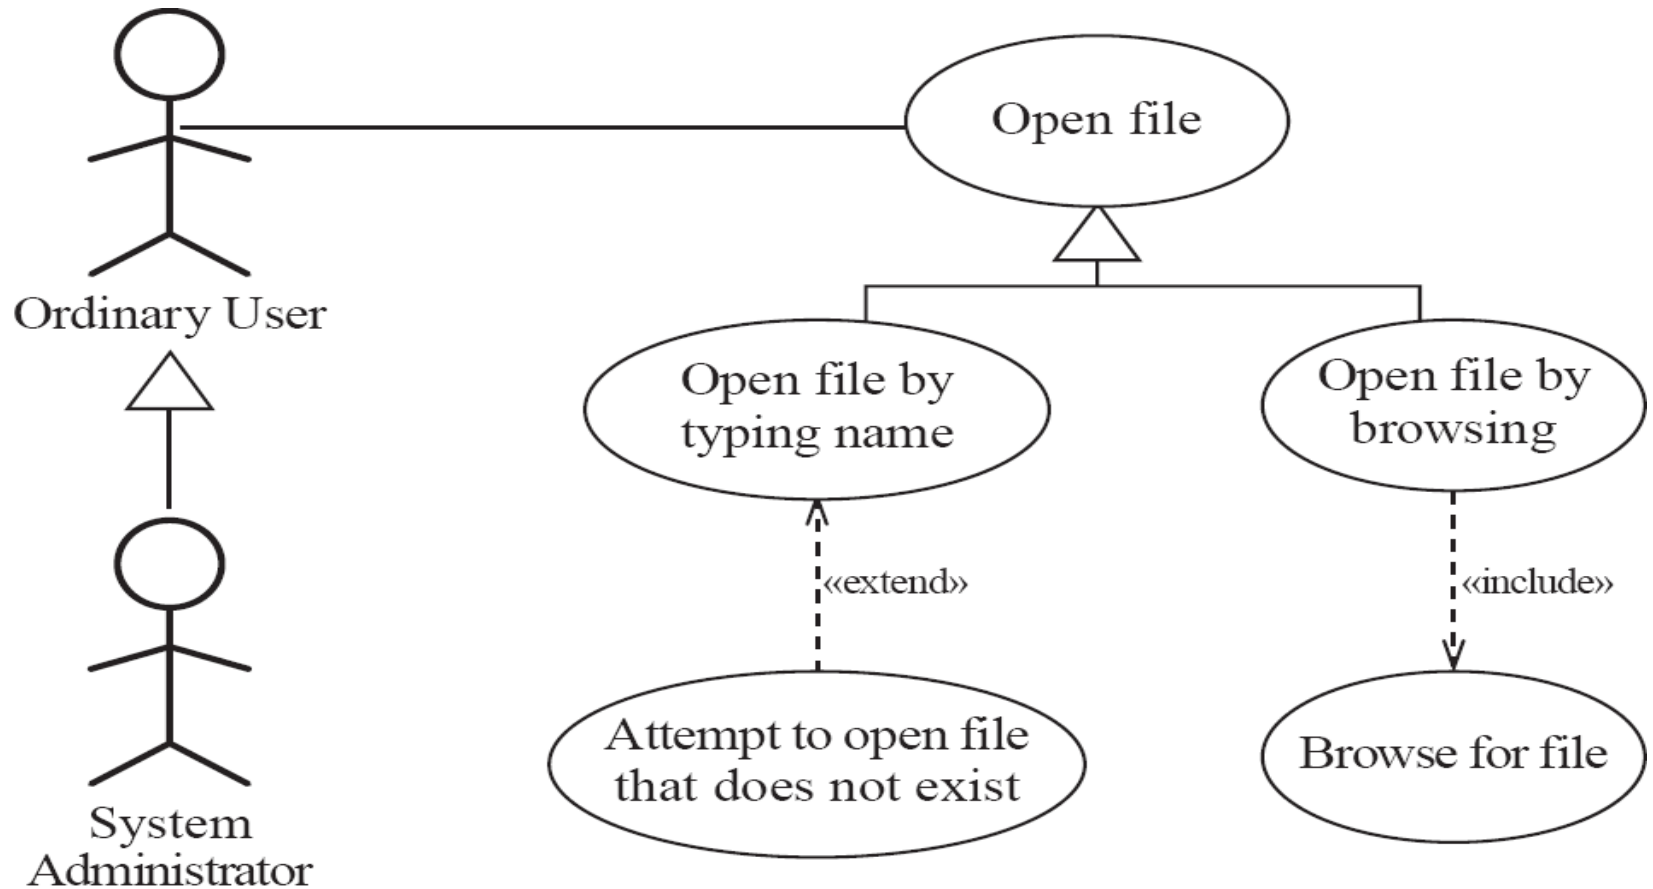 Open file
Ordinary User
Open file by
typing name
Open file by
browsing
«extend»
«include»
Attempt to open file
that does not exist
Browse for file
System
Administrator